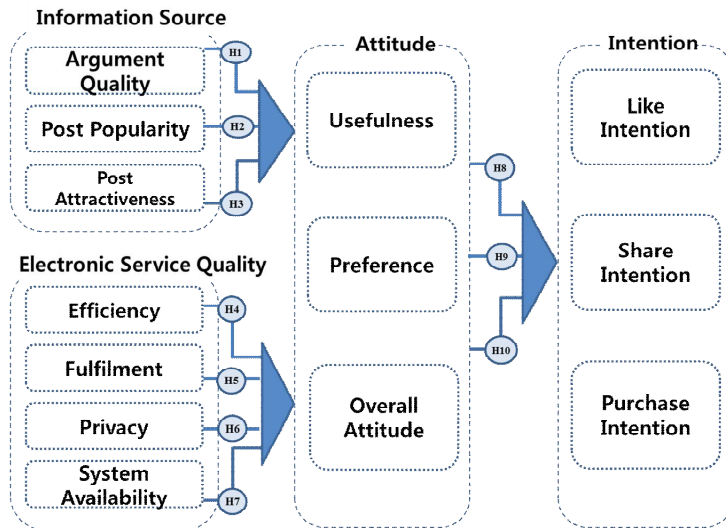 Information Source
Argument
Quality
H1
Post Popularity
H2
Post
Attractiveness
H3
Electronic Service Quality
Efficiency
H4
Fulfilment
H5
Privacy
H6
System
Availability
H7
Attitude
Usefulness
Preference
Overall
Attitude
H8
H9
H10
Intention
Like
Intention
Share
Intention
Purchase
Intention